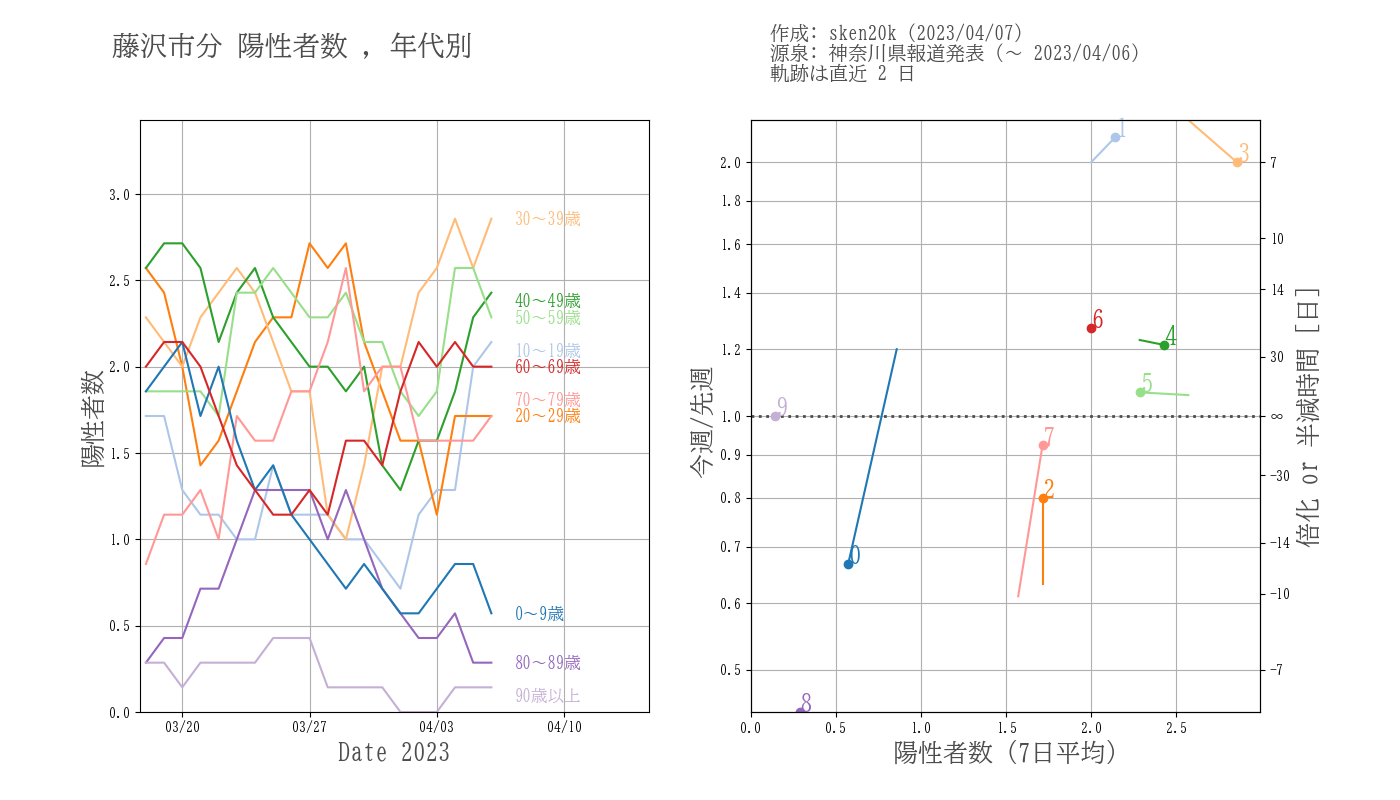 藤沢市分 陽性者数 , 年代別
作成: sken20k (2023/04/07)
源泉: 神奈川県報道発表 (～ 2023/04/06)
軌跡は直近 2 日
陽性者数
3.0
2.5
2.0
1.5
1.0
0.5
0.0
03/20
03/27
04/03
04/10
Date 2023
30～39歳
40～49歳
50～59歳
10～19歳
60～69歳
70～79歳
20～29歳
0～9歳
80～89歳
90歳以上
今週/先週
2.0
1.8
1.6
1.4
1.2
1.0
0.9
0.8
0.7
0.6
0.5
0.0
0.5
1.0
1.5
2.0
2.5
陽性者数 (7日平均)
1
3
6
4
5
9
7
2
0
8
7
10
14
30
∞
−30
−14
−10
−7
倍化 or 半減時間 [日]